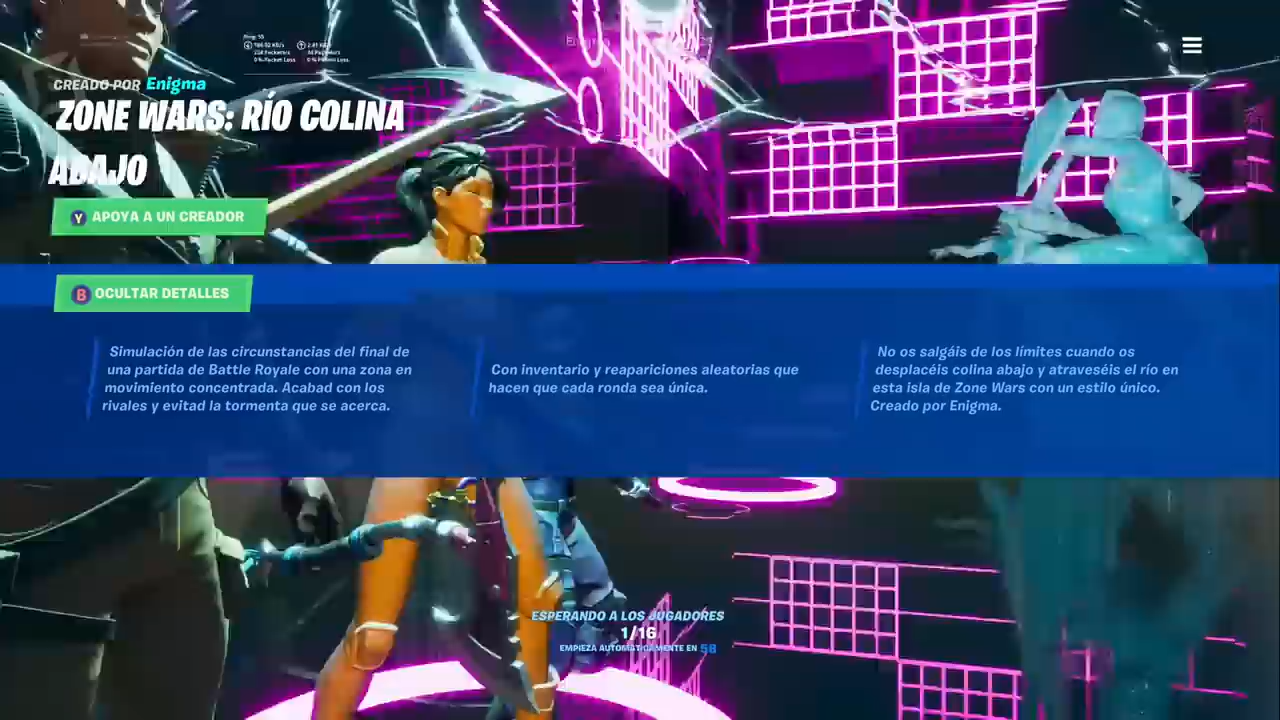 Ping: 55
CREADO POR Enigma
ZONE WARS: RÍO COLINA
ABAJO
Y APOYA A UN CREADOR
B OCULTAR DETALLES
Simulación de las circunstancias del final de
una partida de Battle Royale con una zona en
movimiento concentrada. Acabad con los
rivales y evitad la tormenta que se acerca.
Con inventario y reapariciones aleatorias que
hacen que cada ronda sea única.
No os salgáis de los límites cuando os
desplacéis colina abajo y atraveséis el río en
esta isla de Zone Wars con un estilo único.
Creado por Enigma.
ESPERANDO A LOS JUGADORES
1/16
EMPIEZA AUTOMÁTICAMENTE EN 58